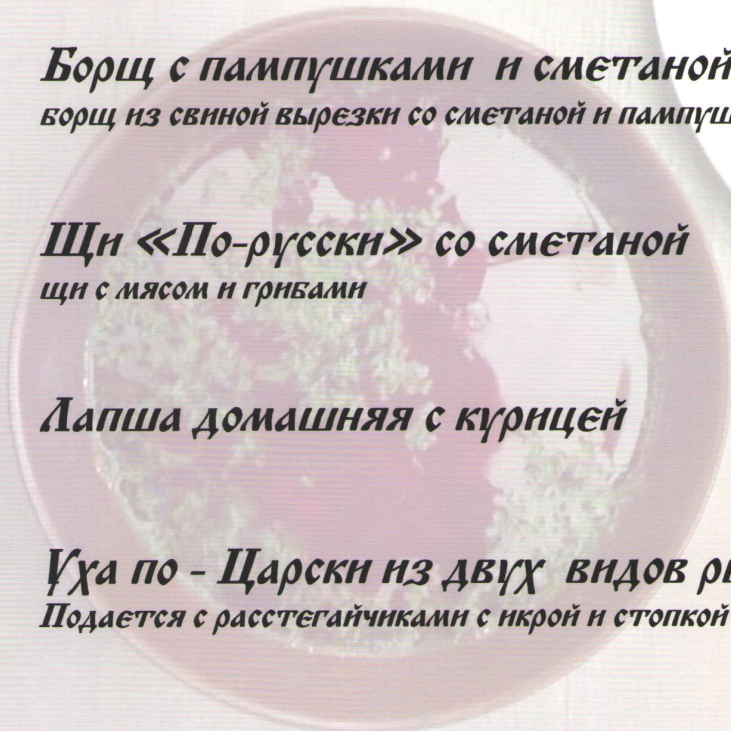 Борщ с пампушками и сметаной
борщ из свиной вырезки со сметаной и
Щи «По-русски» со сметаной
щи с мясом и грибами
Лапша домашняя с курицей
Уха по - Царски из двух видов
Подается с расстегайчиками с икрой и стопкой